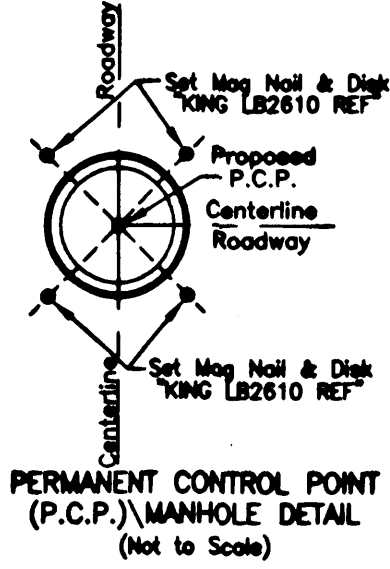 Roadway
Set Mag Nail & Disk
"KING LB2610 REF"
Proposed
P.C.P.
Centerline
Roadway
Set Mag Nail & Disk
"KING LB2610 REF"
Centerline
PERMANENT CONTROL POINT
(P.C.P.)\MANHOLE DETAIL
(Not to Scale)